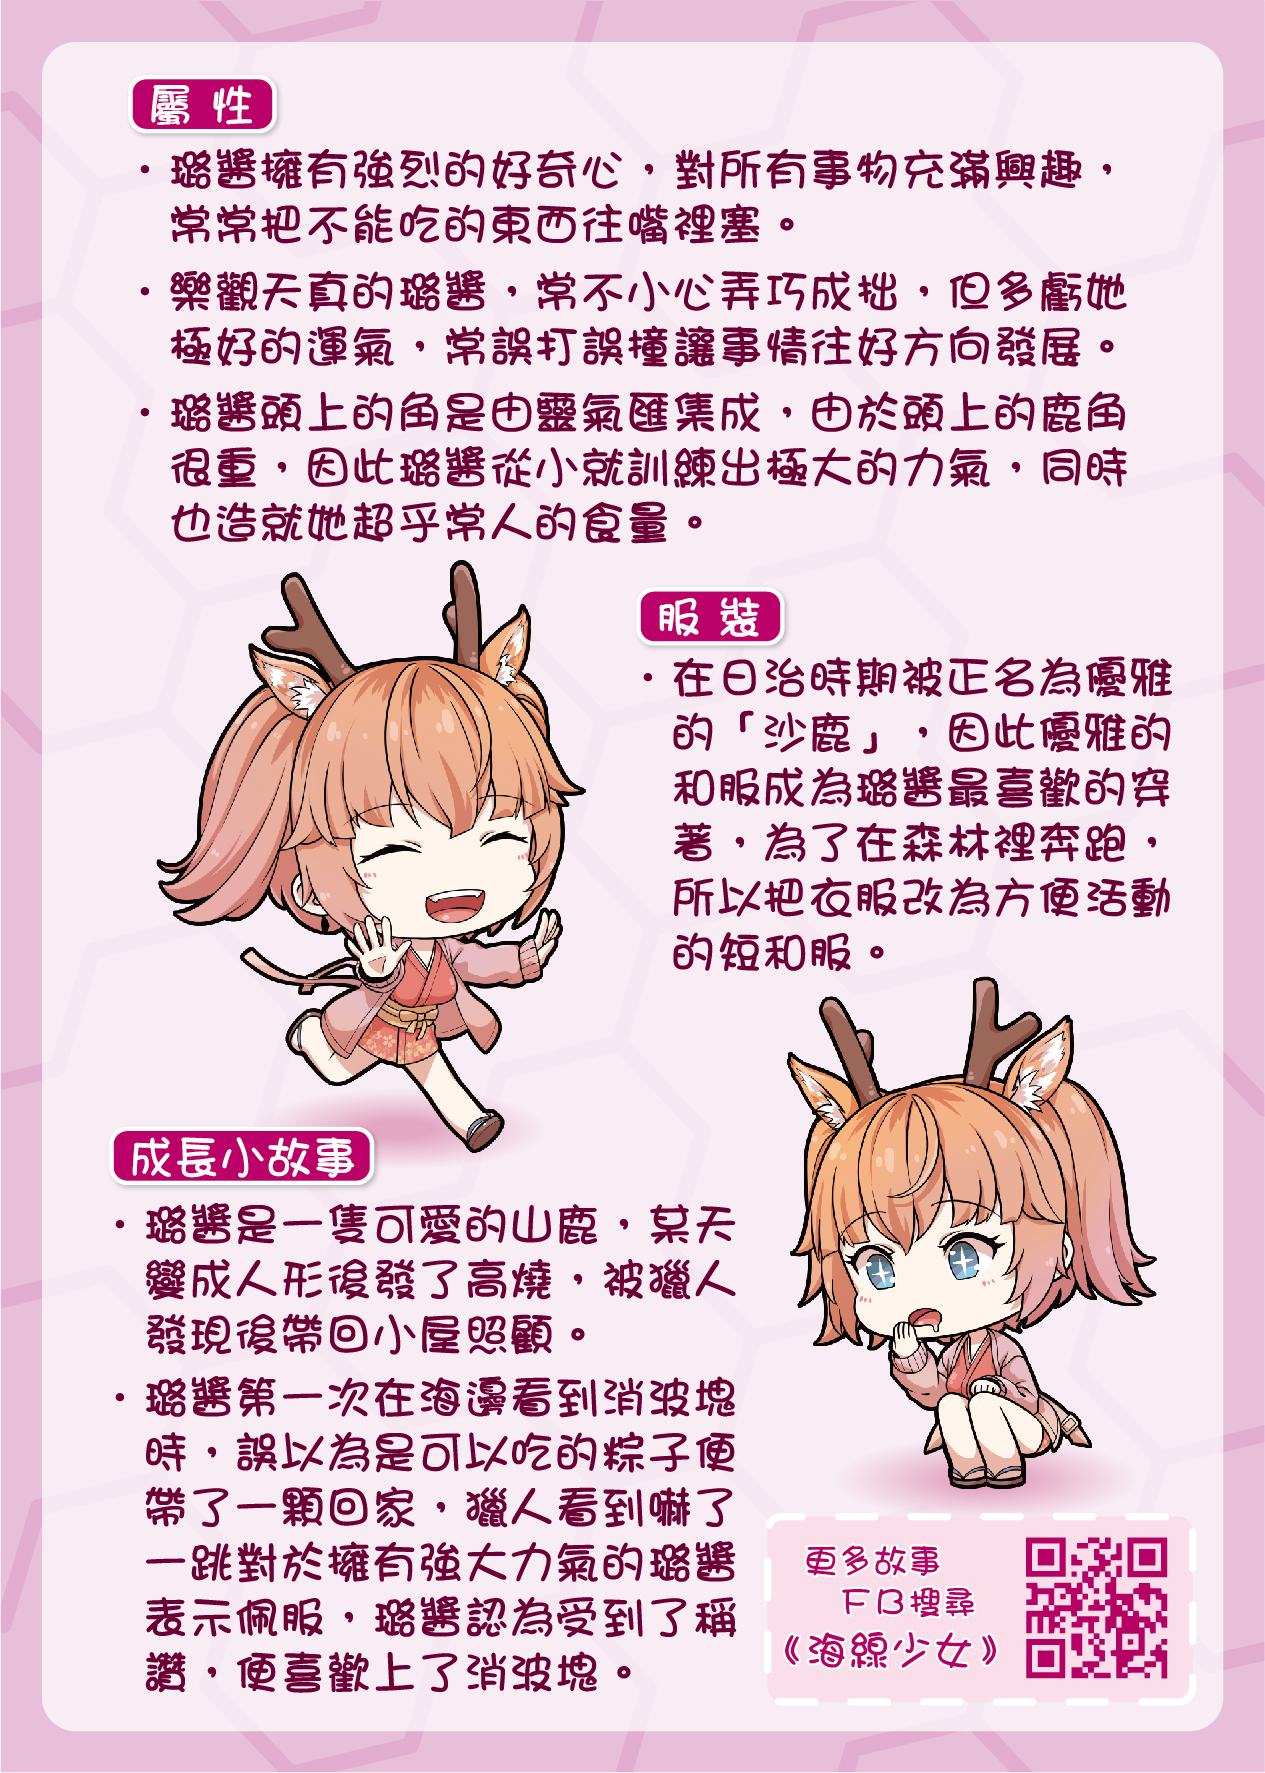 屬 性
・璐醬擁有強烈的好奇心，對所有事物充滿興趣，
常常把不能吃的東西往嘴裡塞。
・樂觀天真的璐醬，常不小心弄巧成拙，但多虧她
極好的運氣，常誤打誤撞讓事情往好方向發展。
・璐醬頭上的角是由靈氣匯集成，由於頭上的鹿角
很重，因此璐醬從小就訓練出極大的力氣，同時
也造就她超乎常人的食量。
服 裝
・在日治時期被正名為優雅
的「沙鹿」，因此優雅的
和服成為璐醬最喜歡的穿
著，為了在森林裡奔跑，
所以把衣服改為方便活動
的短和服。
成長小故事
・璐醬是一隻可愛的山鹿，某天
變成人形後發了高燒，被獵人
發現後帶回小屋照顧。
・璐醬第一次在海邊看到消波塊
時，誤以為是可以吃的粽子便
帶了一顆回家，獵人看到嚇了
一跳對於擁有強大力氣的璐醬
表示佩服，璐醬認為受到了稱
讚，便喜歡上了消波塊。
更多故事
FB搜尋
《海線少女》